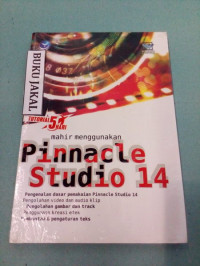 BUKU JAKAL
TUTORIAL 5 HARI
mahir menggunakan
Pinnacle
Studio 14
Pengenalan dasar pemakaian Pinnacle Studio 14
Pengolahan video dan audio klip
Pengolahan gambar dan track
Penggunaan kreasi efek
pengaturan teks